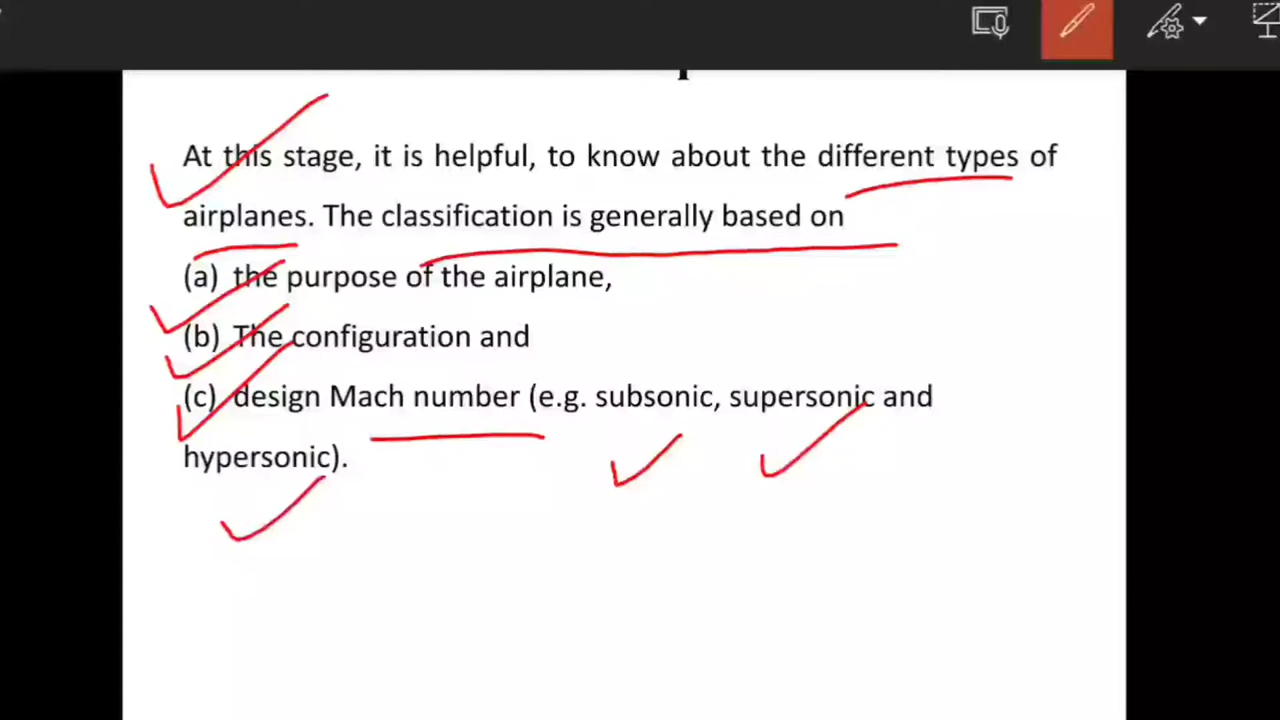 At this stage, it is helpful, to know about the different types of
airplanes. The classification is generally based on
(a) the purpose of the airplane,
(b) The configuration and
(c) design Mach number (e.g. subsonic, supersonic and
hypersonic).